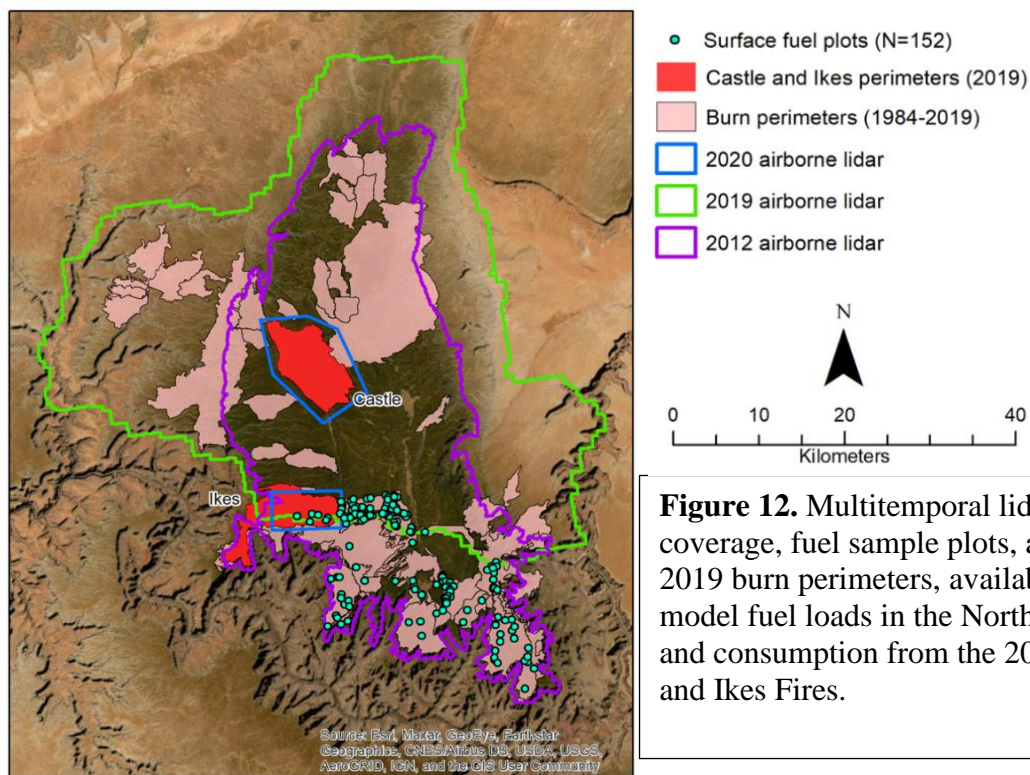 Surface fuel plots (N=152)
Castle and Ikes perimeters (2019)
Burn perimeters (1984-2019)
2020 airborne lidar
2019 airborne lidar
2012 airborne lidar
N
0 10 20 40
Kilometers
Castle
Ikes
Source: Esri, Maxar, GeoEye, Earthstar
Geographics, CNES/Airbus DS, USDA, USGS,
AeroGRID, IGN, and the GIS User Community
Figure 12. Multitemporal lid
coverage, fuel sample plots, a
2019 burn perimeters, availab
model fuel loads in the North
and consumption from the 20
and Ikes Fires.